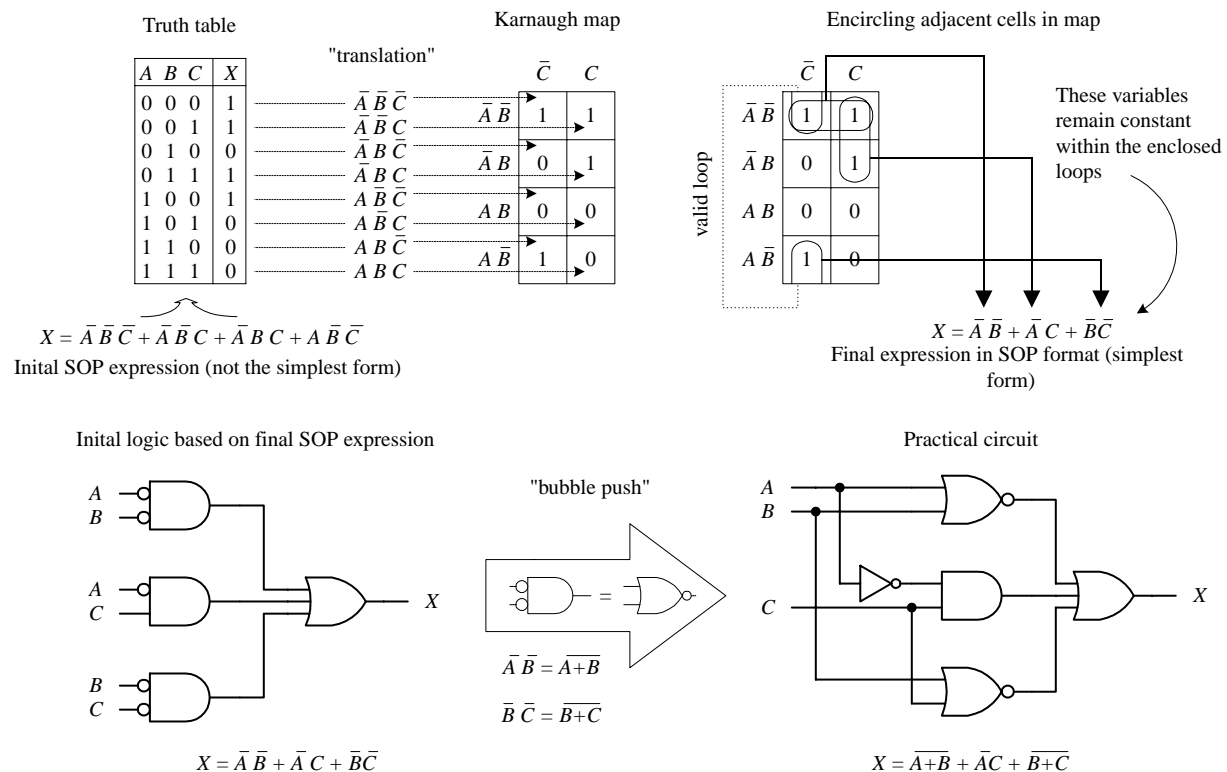 Truth table
A B C X
0 0 0 1
0 0 1 1
0 1 0 0
0 1 1 1
1 0 0 1
1 0 1 0
1 1 0 0
1 1 1 0
X = A̅ B̅ C̅ + A̅ B̅ C + A̅ B C + A B̅ C̅
Inital SOP expression (not the simplest form)
"translation"
A̅ B̅ C̅
A̅ B̅ C
A̅ B C̅
A̅ B C
A B̅ C̅
A B̅ C
A B C̅
A B C
Karnaugh map
C̅ C
A̅ B̅ 1 1
A̅ B 0 1
A B 0 0
A B̅ 1 0
Encircling adjacent cells in map
C̅ C
A̅ B̅ 1 1
A̅ B 0 1
A B 0 0
A B̅ 1 0
valid loop
These variables
remain constant
within the enclosed
loops
X = A̅ B̅ + A̅ C + B̅C̅
Final expression in SOP format (simplest
form)
Inital logic based on final SOP expression
A
B
A
C
B
C
X
X = A̅ B̅ + A̅ C + B̅C̅
"bubble push"
=
A̅ B̅ = A̅+̅B̅
B̅ C̅ = B̅+̅C̅
Practical circuit
A
B
C
X
X = A̅+̅B̅ + A̅C + B̅+̅C̅